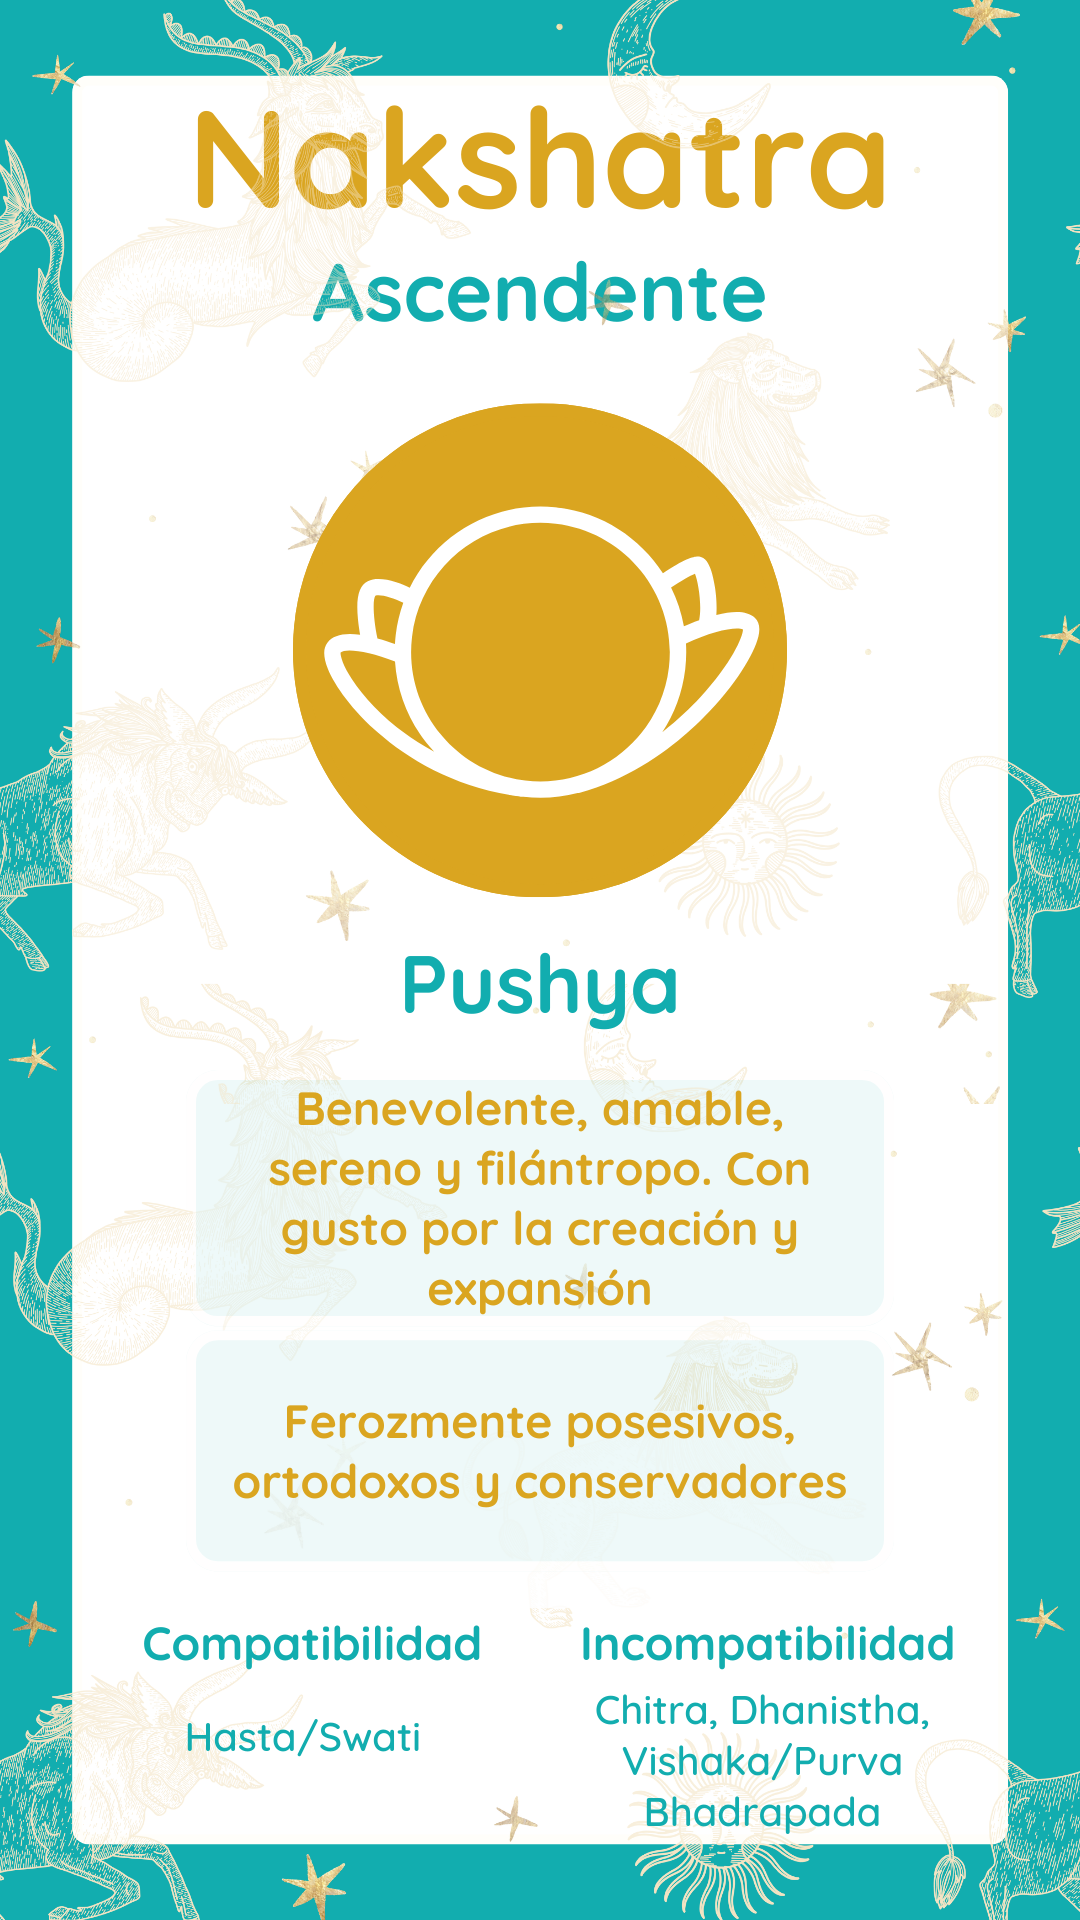 Nakshatra
Ascendente
Pushya
Benevolente, amable,
sereno y filántropo. Con
gusto por la creación y
expansión
Ferozmente posesivos,
ortodoxos y conservadores
Compatibilidad
Hasta/Swati
Incompatibilidad
Chitra, Dhanistha,
Vishaka/Purva
Bhadrapada